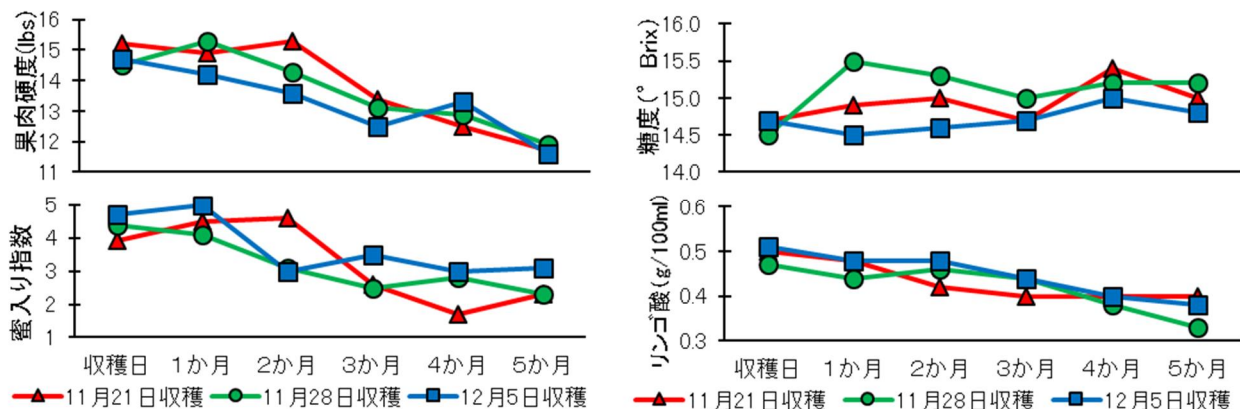 果肉硬度(lbs)
16
15
14
13
12
11
糖度(° Brix)
16.0
15.5
15.0
14.5
14.0
蜜入り指数
5
4
3
2
1
収穫日 1か月 2か月 3か月 4か月 5か月
11月21日収穫 11月28日収穫 12月5日収穫
リンゴ酸(g/100ml)
0.6
0.5
0.4
0.3
収穫日 1か月 2か月 3か月 4か月 5か月
11月21日収穫 11月28日収穫 12月5日収穫